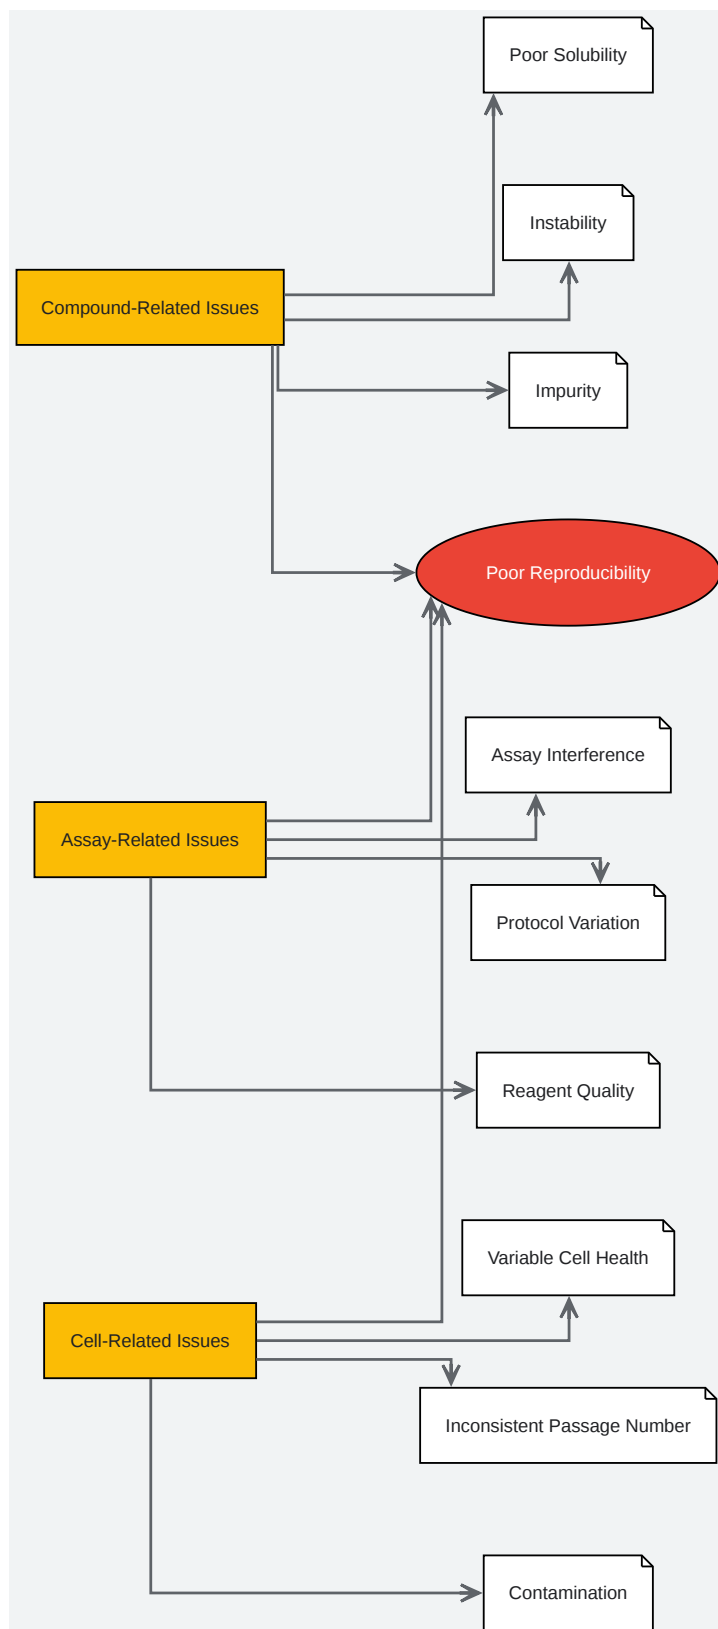 Poor Solubility
Instability
Compound-Related Issues
Impurity
Poor Reproducibility
Assay Interference
Assay-Related Issues
Protocol Variation
Reagent Quality
Variable Cell Health
Cell-Related Issues
Inconsistent Passage Number
Contamination